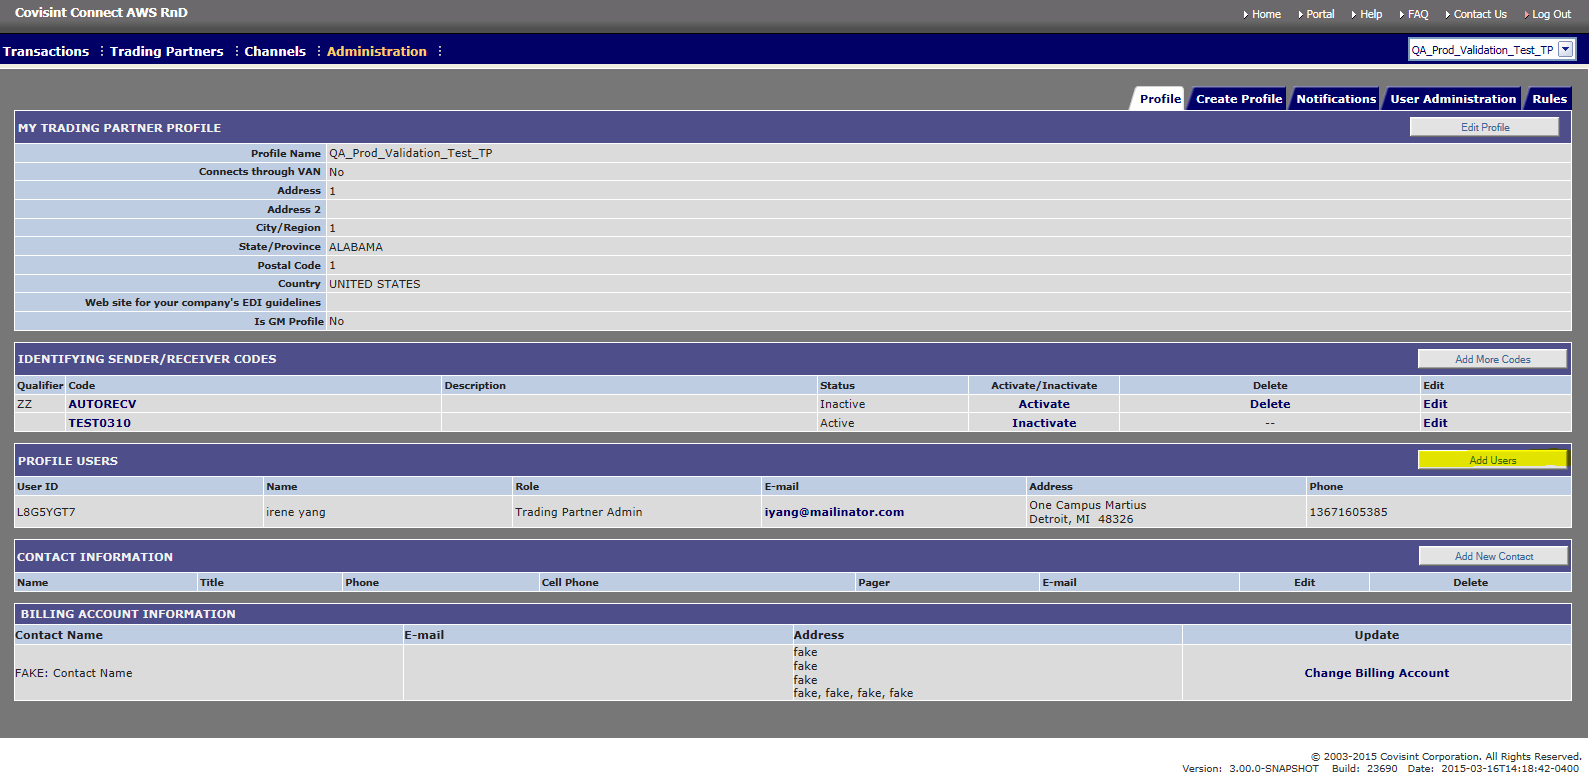 Covisint Connect AWS RnD
Home Portal Help FAQ Contact Us Log Out
Transactions Trading Partners Channels Administration
QA_Prod_Validation_Test_TP
Profile Create Profile Notifications User Administration Rules
MY TRADING PARTNER PROFILE Edit Profile
Profile Name QA_Prod_Validation_Test_TP
Connects through VAN No
Address 1
Address 2
City/Region 1
State/Province ALABAMA
Postal Code 1
Country UNITED STATES
Web site for your company's EDI guidelines
Is GM Profile No
IDENTIFYING SENDER/RECEIVER CODES Add More Codes
Qualifier Code Description Status Activate/Inactivate Delete Edit
ZZ AUTORECV Inactive Activate Delete Edit
TEST0310 Active Inactivate -- Edit
PROFILE USERS Add Users
User ID Name Role E-mail Address Phone
L8G5YGT7 irene yang Trading Partner Admin iyang@mailinator.com One Campus Martius 13671605385
Detroit, MI 48326
CONTACT INFORMATION Add New Contact
Name Title Phone Cell Phone Pager E-mail Edit Delete
BILLING ACCOUNT INFORMATION
Contact Name E-mail Address Update
FAKE: Contact Name fake Change Billing Account
fake
fake
fake, fake, fake, fake
© 2003-2015 Covisint Corporation. All Rights Reserved.
Version: 3.00.0-SNAPSHOT Build: 23690 Date: 2015-03-16T14:18:42-0400